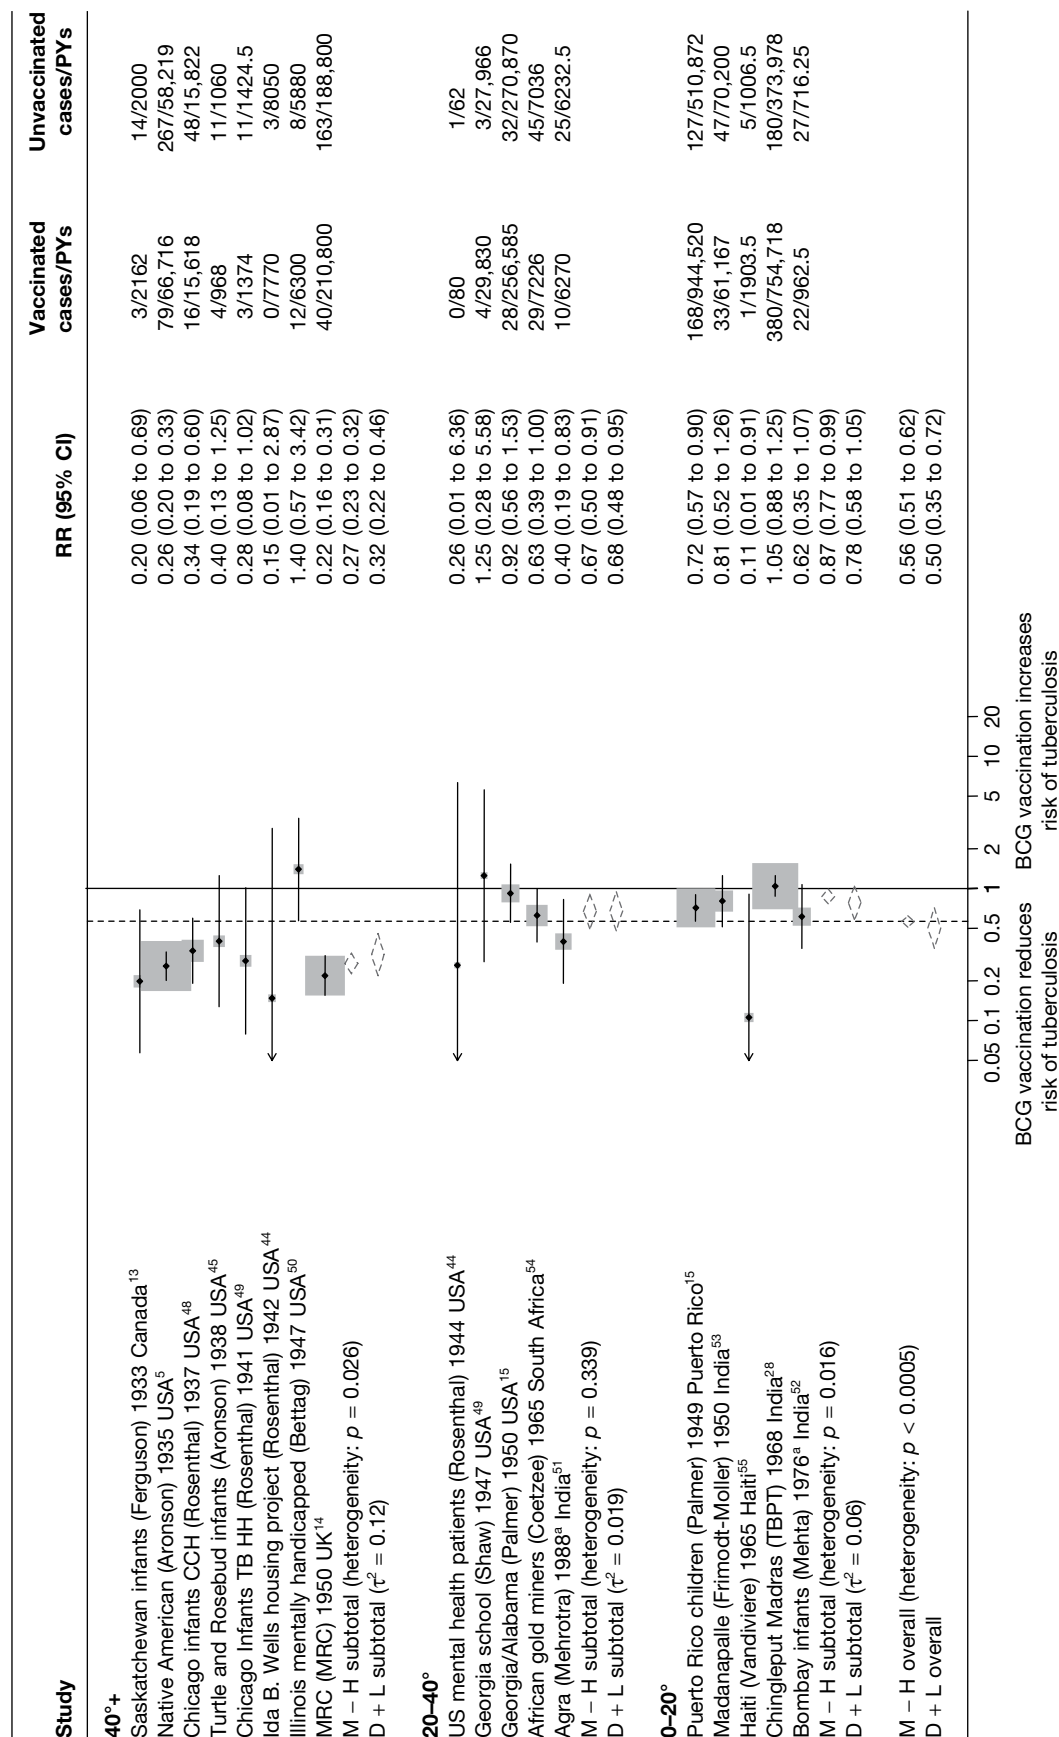 Study RR (95% CI) Vaccinated cases/PYs Unvaccinated cases/PYs
40°+
Saskatchewan infants (Ferguson) 1933 Canada13 0.20 (0.06 to 0.69) 3/2162 14/2000
Native American (Aronson) 1935 USA5 0.26 (0.20 to 0.33) 79/66,716 267/58,219
Chicago infants CCH (Rosenthal) 1937 USA48 0.34 (0.19 to 0.60) 16/15,618 48/15,822
Turtle and Rosebud infants (Aronson) 1938 USA45 0.40 (0.13 to 1.25) 4/968 11/1060
Chicago Infants TB HH (Rosenthal) 1941 USA49 0.28 (0.08 to 1.02) 3/1374 11/1424.5
Ida B. Wells housing project (Rosenthal) 1942 USA44 0.15 (0.01 to 2.87) 0/7770 3/8050
Illinois mentally handicapped (Bettag) 1947 USA50 1.40 (0.57 to 3.42) 12/6300 8/5880
MRC (MRC) 1950 UK14 0.22 (0.16 to 0.31) 40/210,800 163/188,800
M – H subtotal (heterogeneity: p = 0.026) 0.27 (0.23 to 0.32)
D + L subtotal (τ2 = 0.12) 0.32 (0.22 to 0.46)
20–40°
US mental health patients (Rosenthal) 1944 USA44 0.26 (0.01 to 6.36) 0/80 1/62
Georgia school (Shaw) 1947 USA49 1.25 (0.28 to 5.58) 4/29,830 3/27,966
Georgia/Alabama (Palmer) 1950 USA15 0.92 (0.56 to 1.53) 28/256,585 32/270,870
African gold miners (Coetzee) 1965 South Africa54 0.63 (0.39 to 1.00) 29/7226 45/7036
Agra (Mehrotra) 1988a India51 0.40 (0.19 to 0.83) 10/6270 25/6232.5
M – H subtotal (heterogeneity: p = 0.339) 0.67 (0.50 to 0.91)
D + L subtotal (τ2 = 0.019) 0.68 (0.48 to 0.95)
0–20°
Puerto Rico children (Palmer) 1949 Puerto Rico15 0.72 (0.57 to 0.90) 168/944,520 127/510,872
Madanapalle (Frimodt-Moller) 1950 India53 0.81 (0.52 to 1.26) 33/61,167 47/70,200
Haiti (Vandiviere) 1965 Haiti55 0.11 (0.01 to 0.91) 1/1903.5 5/1006.5
Chingleput Madras (TBPT) 1968 India28 1.05 (0.88 to 1.25) 380/754,718 180/373,978
Bombay infants (Mehta) 1976a India52 0.62 (0.35 to 1.07) 22/962.5 27/716.25
M – H subtotal (heterogeneity: p = 0.016) 0.87 (0.77 to 0.99)
D + L subtotal (τ2 = 0.06) 0.78 (0.58 to 1.05)
M – H overall (heterogeneity: p < 0.0005) 0.56 (0.51 to 0.62)
D + L overall 0.50 (0.35 to 0.72)
0.05 0.1 0.2 0.5 1 2 5 10 20
BCG vaccination reduces BCG vaccination increases
risk of tuberculosis risk of tuberculosis